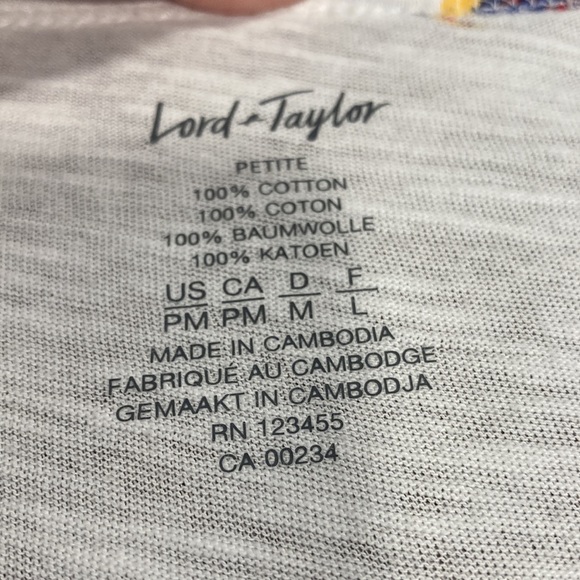 Lord & Taylor
PETITE
100% COTTON
100% COTON
100% BAUMWOLLE
100% KATOEN
US CA D F
PM PM M L
MADE IN CAMBODIA
FABRIQUÉ AU CAMBODGE
GEMAAKT IN CAMBODJA
RN 123455
CA 00234